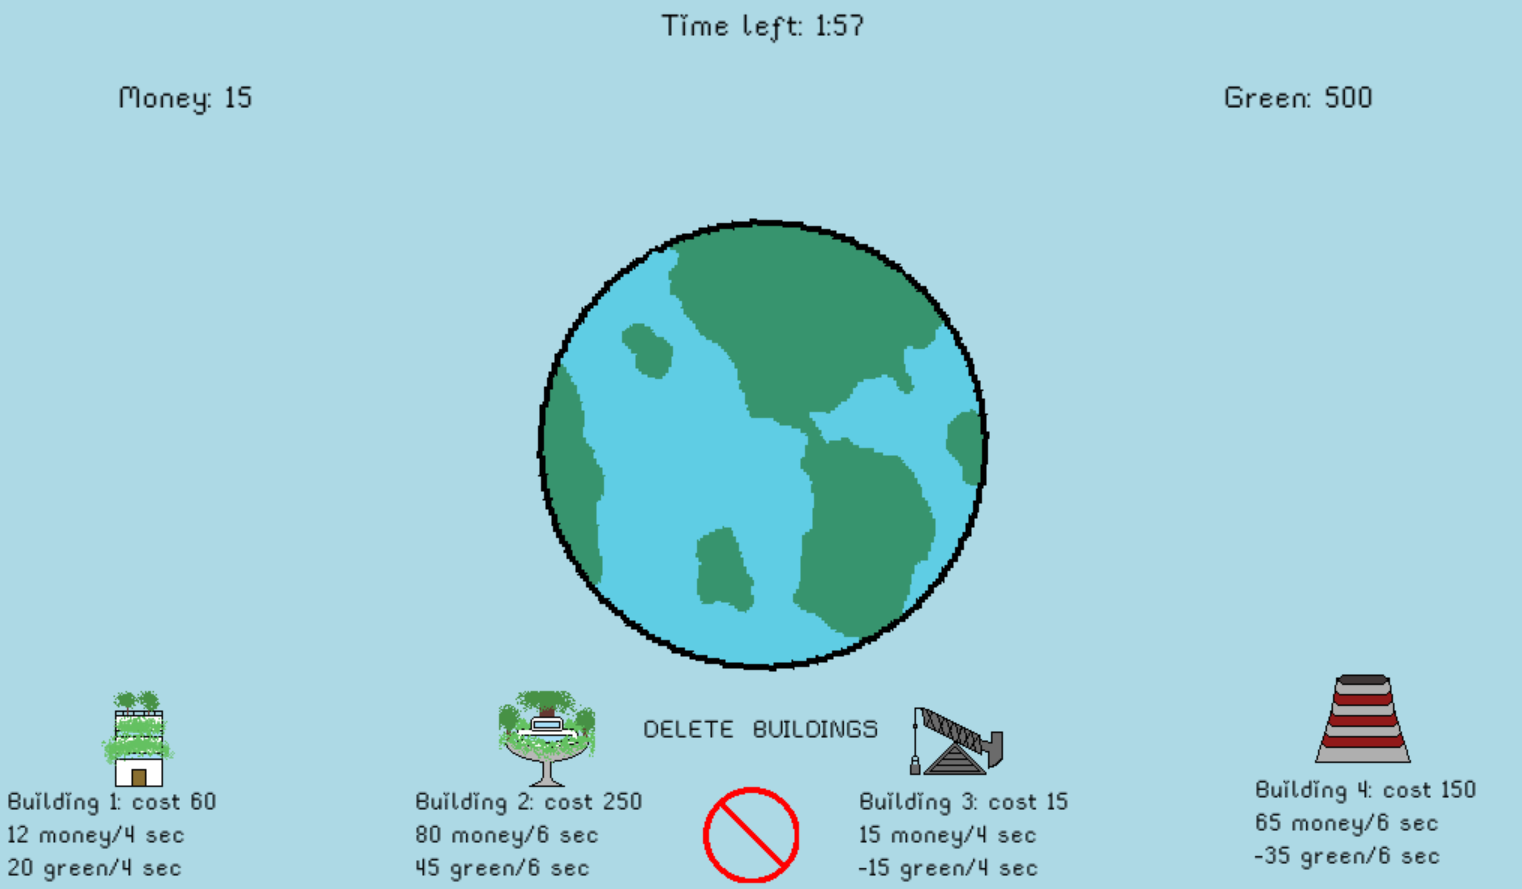 Time left: 1:57
Money: 15
Green: 500
DELETE BUILDINGS
Building 1: cost 60
12 money/4 sec
20 green/4 sec
Building 2: cost 250
80 money/6 sec
45 green/6 sec
Building 3: cost 15
15 money/4 sec
-15 green/4 sec
Building 4: cost 150
65 money/6 sec
-35 green/6 sec